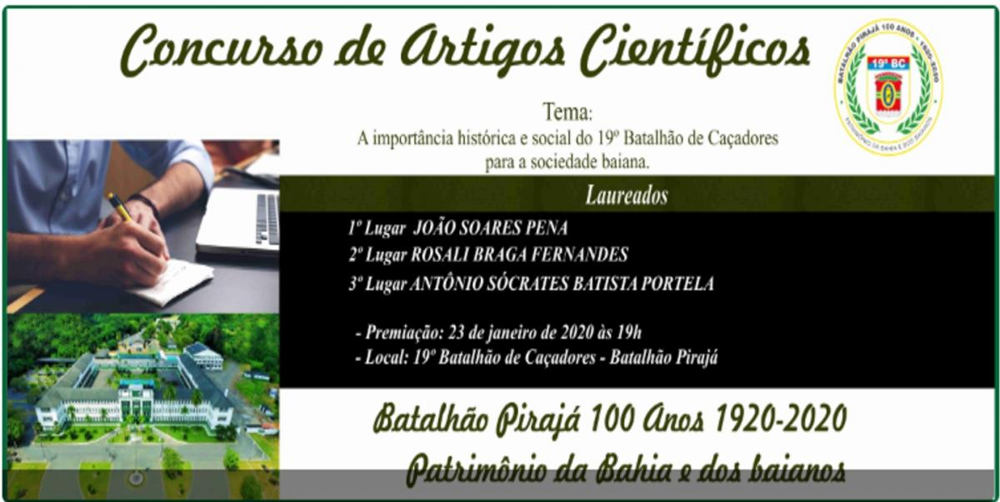 Concurso de Artigos Científicos
BATALHÃO PIRAJÁ 100 ANOS • 1920-2020
19º BC
PATRIMÔNIO DA BAHIA E DOS BAIANOS
Tema:
A importância histórica e social do 19º Batalhão de Caçadores
para a sociedade baiana.
Laureados
1º Lugar JOÃO SOARES PENA
2º Lugar ROSALI BRAGA FERNANDES
3º Lugar ANTÔNIO SÓCRATES BATISTA PORTELA
- Premiação: 23 de janeiro de 2020 às 19h
- Local: 19º Batalhão de Caçadores - Batalhão Pirajá
Batalhão Pirajá 100 Anos 1920-2020
Patrimônio da Bahia e dos baianos